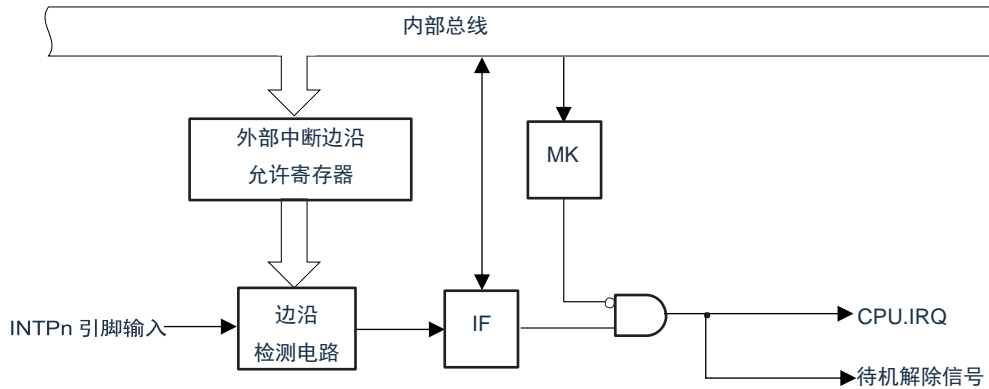 内部总线
外部中断边沿
允许寄存器
MK
INTPn 引脚输入
边沿
检测电路
IF
CPU.IRQ
待机解除信号